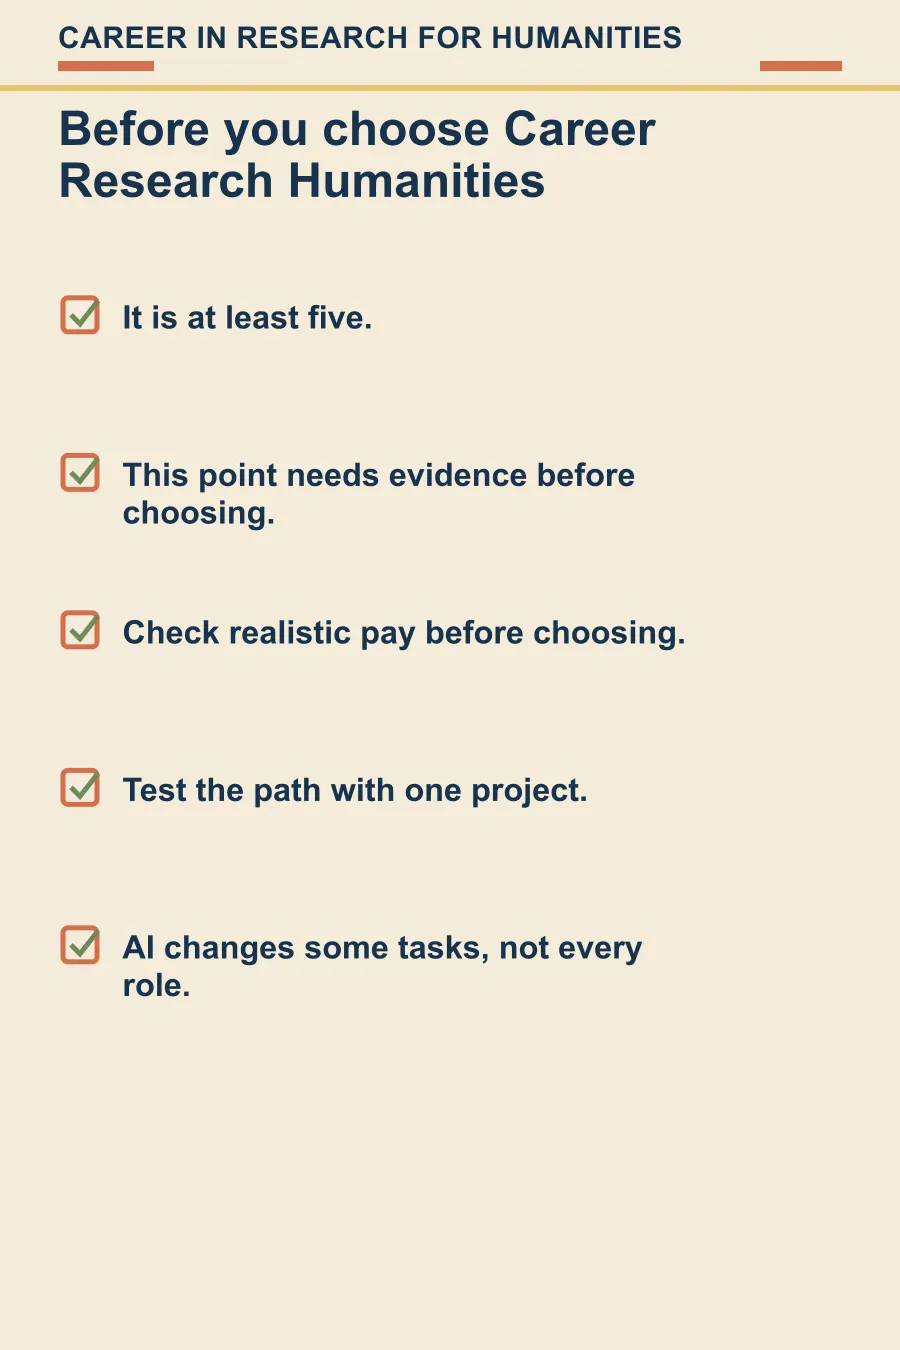 CAREER IN RESEARCH FOR HUMANITIES
Before you choose Career
Research Humanities
It is at least five.
This point needs evidence before
choosing.
Check realistic pay before choosing.
Test the path with one project.
AI changes some tasks, not every
role.